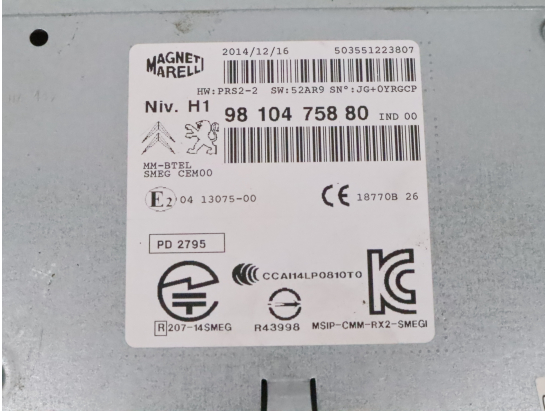 MAGNETI
MARELLI
2014/12/16 503551223807
HW:PRS2-2 SW:52AR9 SN°:JG+0YRGCP
Niv. H1 98 104 758 80 IND 00
MM-BTEL
SMEG CEM00
E2 04 13075-00 CE 18770B 26
PD 2795
CCAI14LP0810T0
R 207-14SMEG R43998 MSIP-CMM-RX2-SMEGI